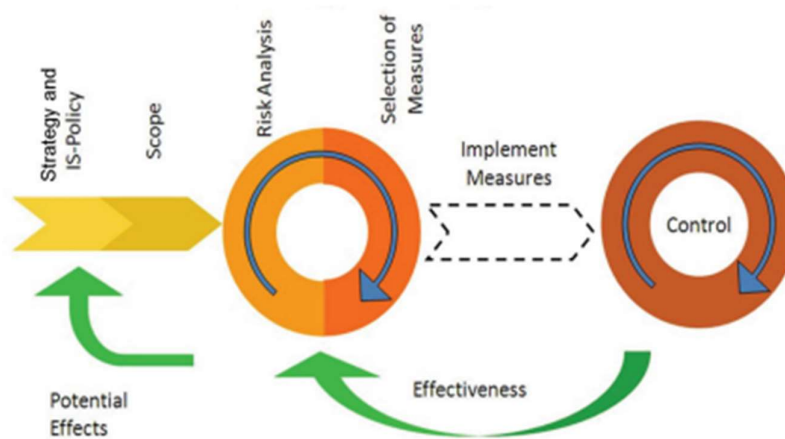 Strategy and
IS-Policy
Scope
Risk Analysis
Selection of
Measures
Implement
Measures
Control
Potential
Effects
Effectiveness